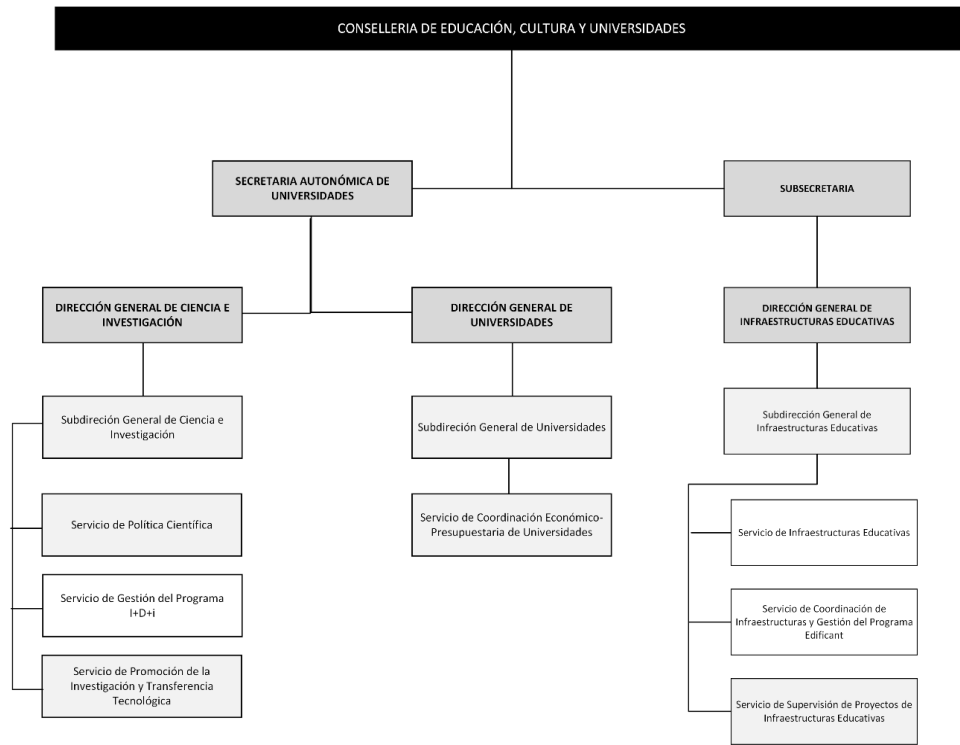 CONSELLERIA DE EDUCACIÓN, CULTURA Y UNIVERSIDADES
SECRETARIA AUTONÓMICA DE
UNIVERSIDADES
SUBSECRETARIA
DIRECCIÓN GENERAL DE CIENCIA E
INVESTIGACIÓN
DIRECCIÓN GENERAL DE
UNIVERSIDADES
DIRECCIÓN GENERAL DE
INFRAESTRUCTURAS EDUCATIVAS
Subdireción General de Ciencia e
Investigación
Subdireción General de Universidades
Subdirección General de
Infraestructuras Educativas
Servicio de Política Científica
Servicio de Coordinación Económico-
Presupuestaria de Universidades
Servicio de Infraestructuras Educativas
Servicio de Gestión del Programa
I+D+i
Servicio de Coordinación de
Infraestructuras y Gestión del Programa
Edificant
Servicio de Promoción de la
Investigación y Transferencia
Tecnológica
Servicio de Supervisión de Proyectos de
Infraestructuras Educativas